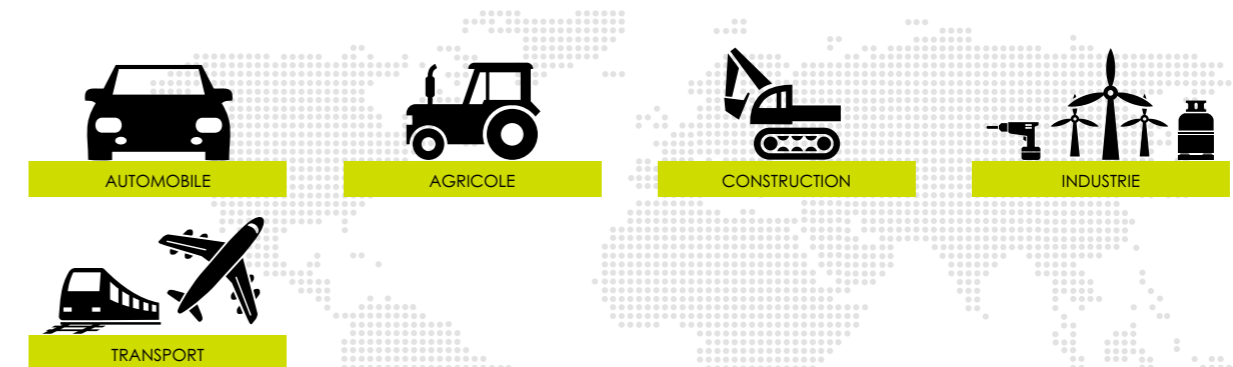 AUTOMOBILE
AGRICOLE
CONSTRUCTION
INDUSTRIE
TRANSPORT